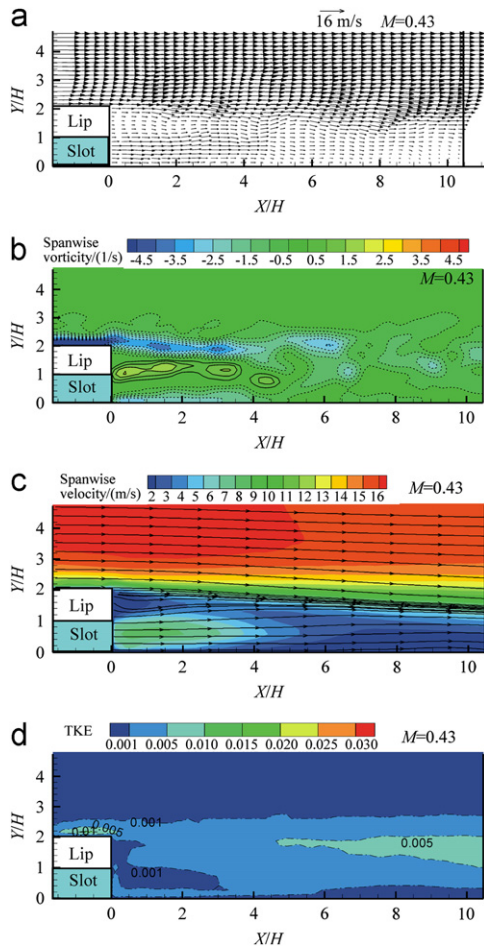 a
16 m/s M=0.43
Y/H
4
3
2
1
0
Lip
Slot
0 2 4 6 8 10
X/H
b
Spanwise
vorticity/(1/s)
-4.5 -3.5 -2.5 -1.5 -0.5 0.5 1.5 2.5 3.5 4.5
M=0.43
Y/H
4
3
2
1
0
Lip
Slot
0 2 4 6 8 10
X/H
c
Spanwise
velocity/(m/s)
2 3 4 5 6 7 8 9 10 11 12 13 14 15 16
M=0.43
Y/H
4
3
2
1
0
Lip
Slot
0 2 4 6 8 10
X/H
d
TKE
M=0.43
0.001 0.005 0.010 0.015 0.020 0.025 0.030
Y/H
4
3
2
1
0
0.01 0.005 0.001
0.005
Lip
Slot
0.001
0 2 4 6 8 10
X/H